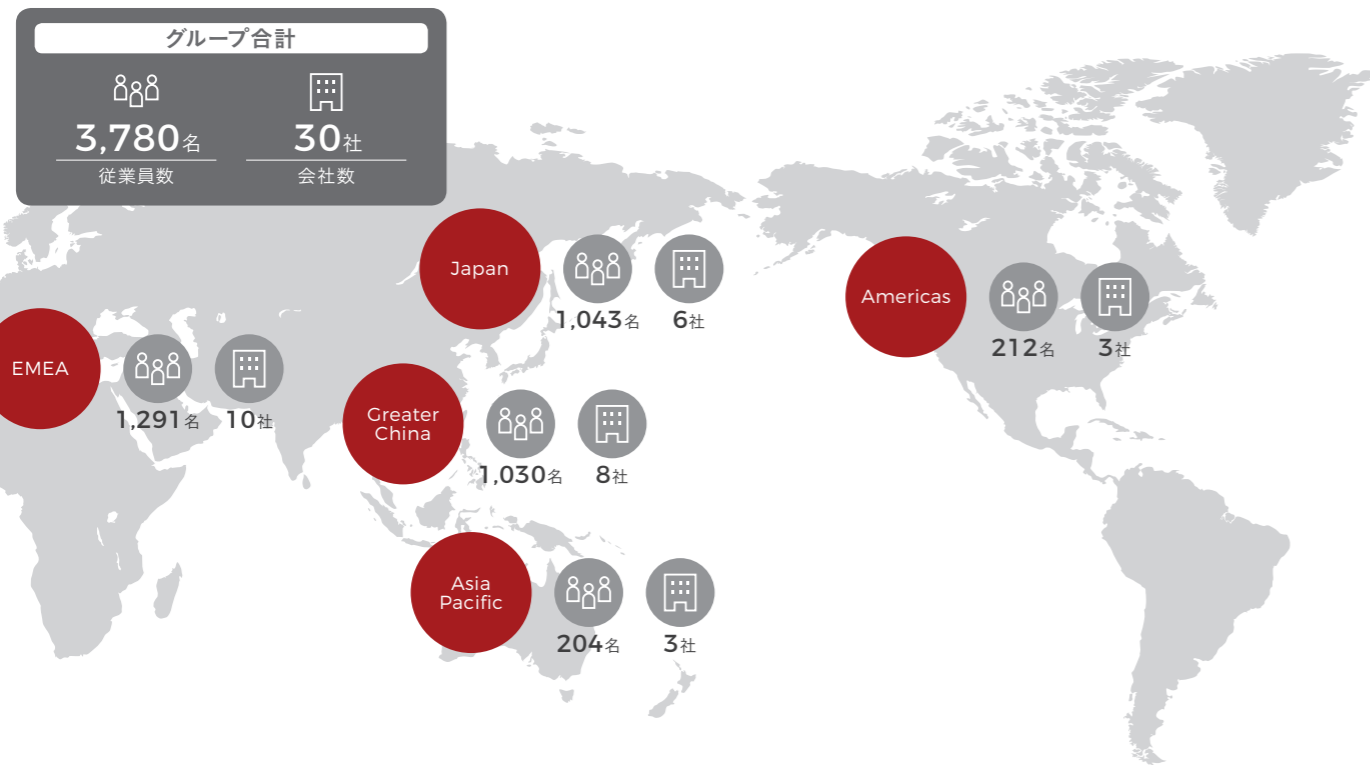 グループ合計
3,780名
従業員数
30社
会社数
Japan
1,043名
6社
Americas
212名
3社
EMEA
1,291名
10社
Greater
China
1,030名
8社
Asia
Pacific
204名
3社